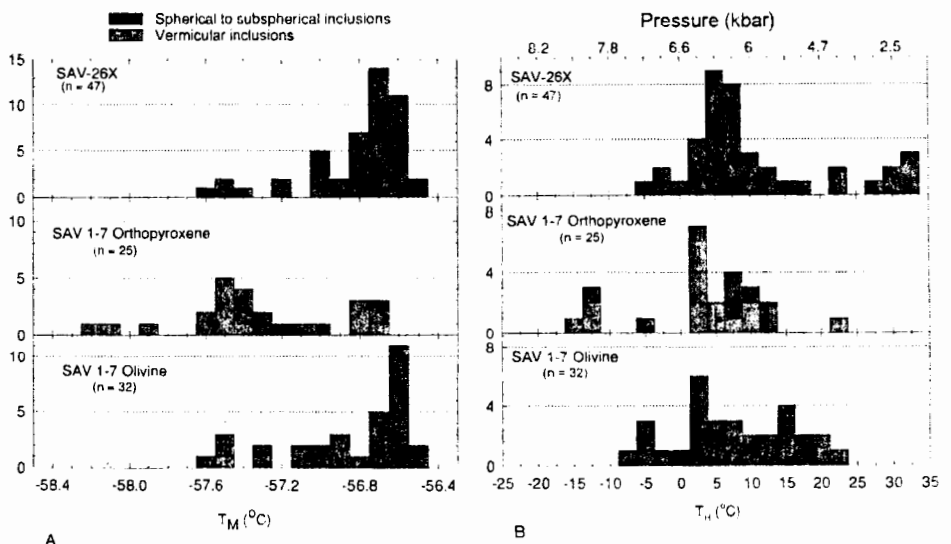 Spherical to subspherical inclusions
Vermicular inclusions
15
SAV-26X
(n = 47)
10
5
0
SAV 1-7 Orthopyroxene
(n = 25)
5
0
10
SAV 1-7 Olivine
(n = 32)
5
0
-58.4 -58.0 -57.6 -57.2 -56.8 -56.4
TM (°C)
A
Pressure (kbar)
8.2 7.8 6.6 6 4.7 2.5
SAV-26X
(n = 47)
8
4
0
8
SAV 1-7 Orthopyroxene
(n = 25)
4
0
8
SAV 1-7 Olivine
(n = 32)
4
0
-25 -20 -15 -10 -5 0 5 10 15 20 25 30 35
TH (°C)
B